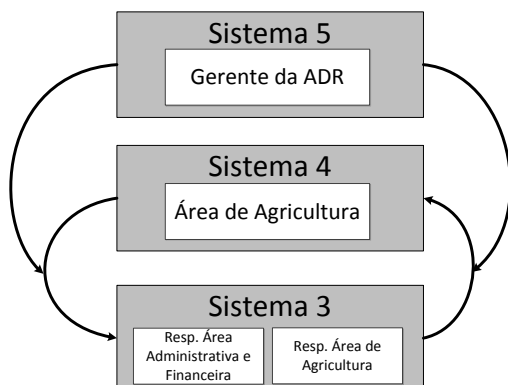 Sistema 5
Gerente da ADR
Sistema 4
Área de Agricultura
Sistema 3
Resp. Área
Administrativa e
Financeira
Resp. Área de
Agricultura